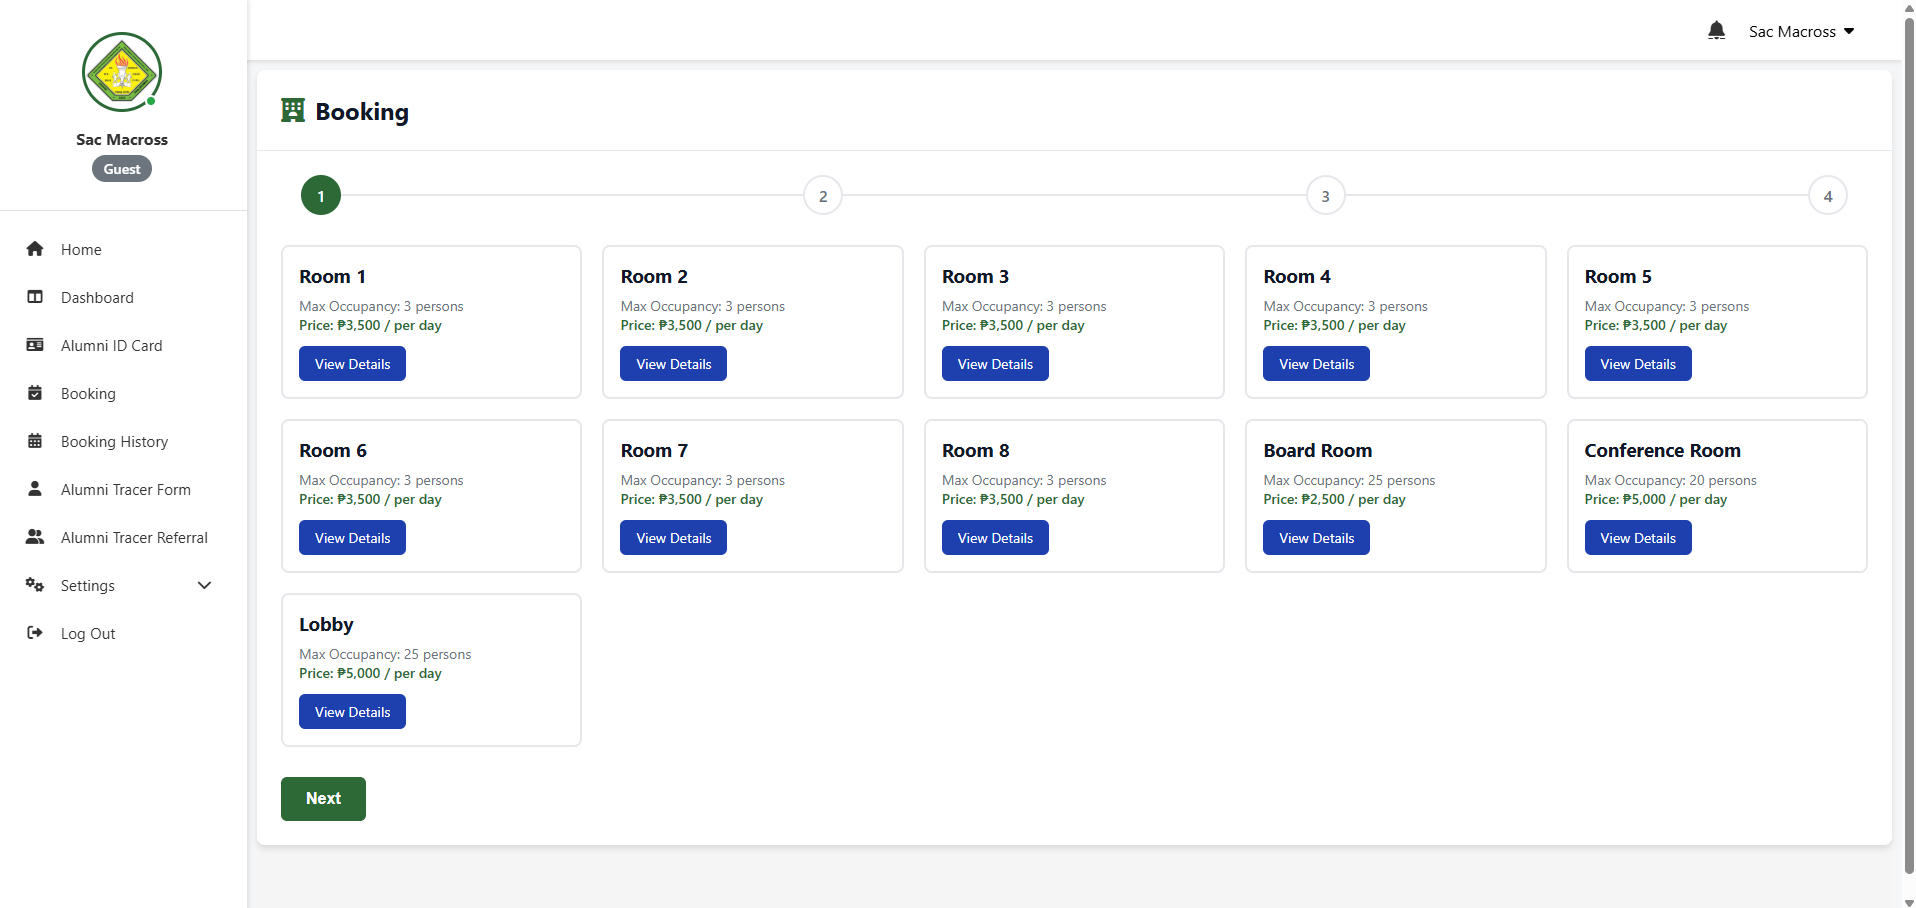 Sac Macross
Guest
Home
Dashboard
Alumni ID Card
Booking
Booking History
Alumni Tracer Form
Alumni Tracer Referral
Settings
Log Out
Sac Macross
Booking
1
2
3
4
Room 1
Max Occupancy: 3 persons
Price: ₱3,500 / per day
View Details
Room 2
Max Occupancy: 3 persons
Price: ₱3,500 / per day
View Details
Room 3
Max Occupancy: 3 persons
Price: ₱3,500 / per day
View Details
Room 4
Max Occupancy: 3 persons
Price: ₱3,500 / per day
View Details
Room 5
Max Occupancy: 3 persons
Price: ₱3,500 / per day
View Details
Room 6
Max Occupancy: 3 persons
Price: ₱3,500 / per day
View Details
Room 7
Max Occupancy: 3 persons
Price: ₱3,500 / per day
View Details
Room 8
Max Occupancy: 3 persons
Price: ₱3,500 / per day
View Details
Board Room
Max Occupancy: 25 persons
Price: ₱2,500 / per day
View Details
Conference Room
Max Occupancy: 20 persons
Price: ₱5,000 / per day
View Details
Lobby
Max Occupancy: 25 persons
Price: ₱5,000 / per day
View Details
Next